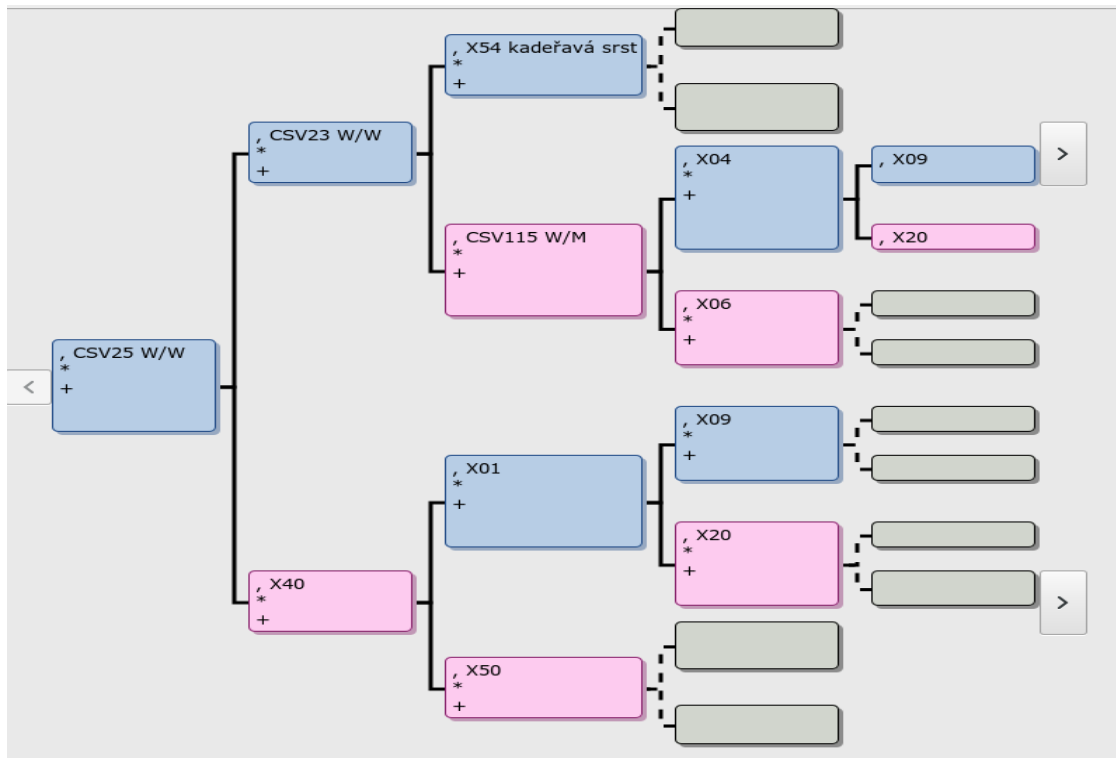 , X54 kadeřavá srst
*
+
, CSV23 W/W
*
+
, X04
*
+
, X09
>
, CSV115 W/M
*
+
, X20
, X06
*
+
, CSV25 W/W
*
+
<
, X09
*
+
, X01
*
+
, X20
*
+
, X40
*
+
>
, X50
*
+